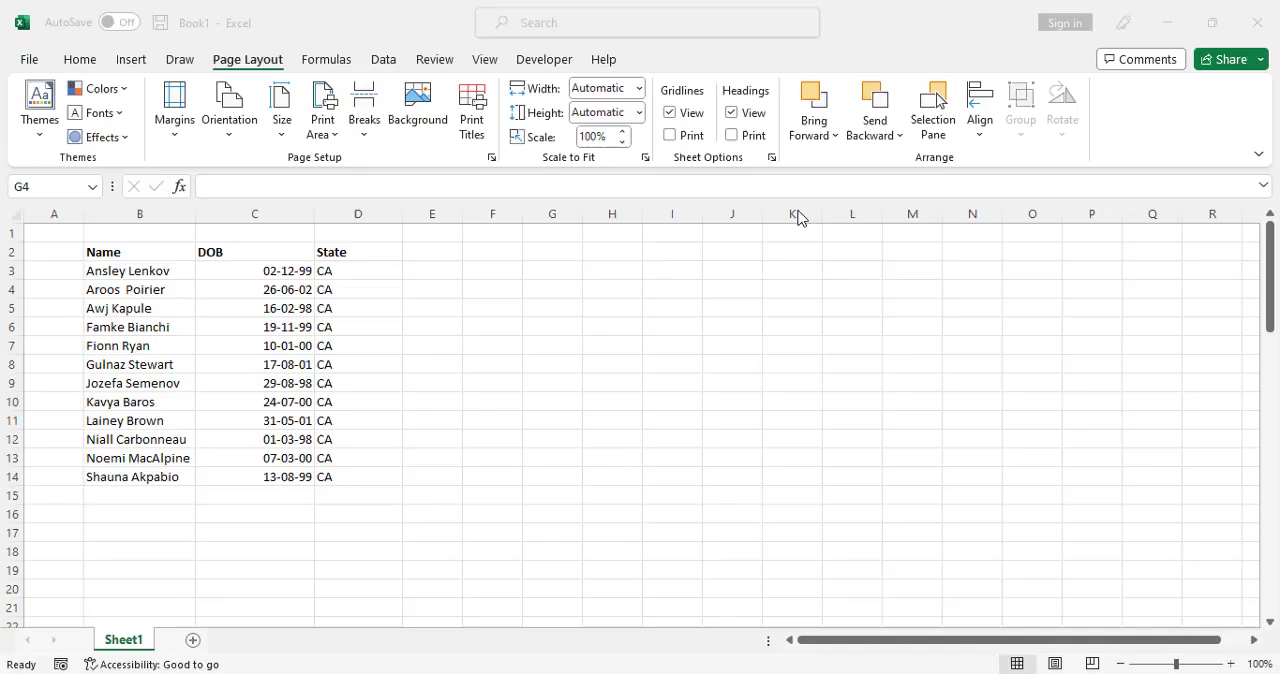 AutoSave Off Book1 - Excel Search Sign in
File Home Insert Draw Page Layout Formulas Data Review View Developer Help Comments Share
Themes Colors Fonts Effects
Themes
Margins Orientation Size Print Area Breaks Background Print Titles
Page Setup
Width: Automatic
Height: Automatic
Scale: 100%
Scale to Fit
Gridlines Headings
View View
Print Print
Sheet Options
Bring Forward Send Backward Selection Pane Align Group Rotate
Arrange
G4 fx
A B C D E F G H I J K L M N O P Q R
1
2 Name DOB State
3 Ansley Lenkov 02-12-99 CA
4 Aroos  Poirier 26-06-02 CA
5 Awj Kapule 16-02-98 CA
6 Famke Bianchi 19-11-99 CA
7 Fionn Ryan 10-01-00 CA
8 Gulnaz Stewart 17-08-01 CA
9 Jozefa Semenov 29-08-98 CA
10 Kavya Baros 24-07-00 CA
11 Lainey Brown 31-05-01 CA
12 Niall Carbonneau 01-03-98 CA
13 Noemi MacAlpine 07-03-00 CA
14 Shauna Akpabio 13-08-99 CA
15
16
17
18
19
20
21
22
Sheet1
Ready Accessibility: Good to go 100%